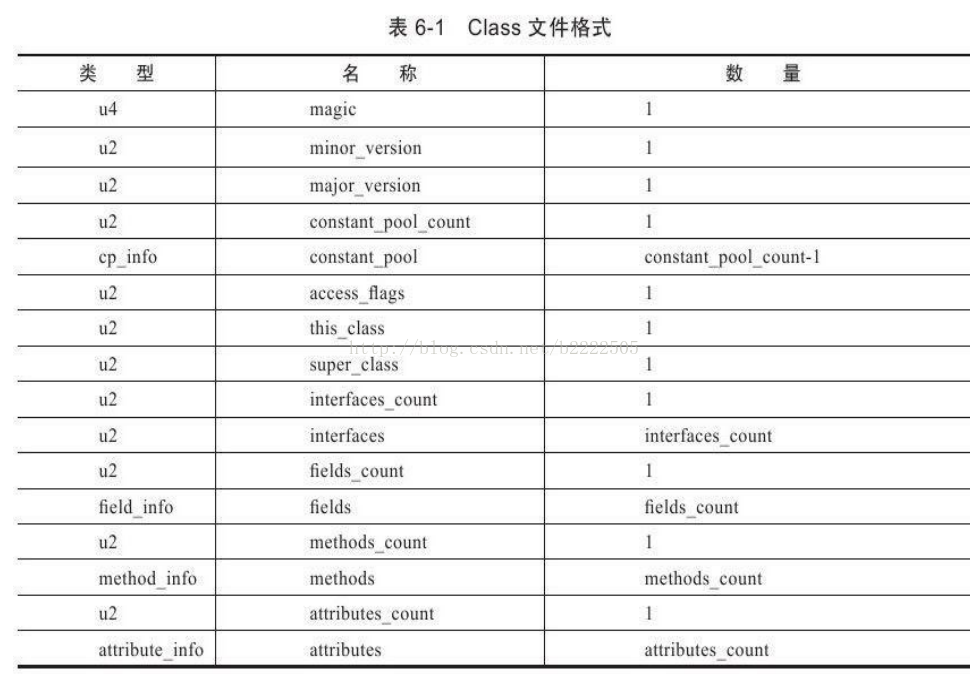 表 6-1 Class 文件格式
类 型 名 称 数 量
u4 magic 1
u2 minor_version 1
u2 major_version 1
u2 constant_pool_count 1
cp_info constant_pool constant_pool_count-1
u2 access_flags 1
u2 this_class 1
http://blog.csdn.net/b2222505
u2 super_class 1
u2 interfaces_count 1
u2 interfaces interfaces_count
u2 fields_count 1
field_info fields fields_count
u2 methods_count 1
method_info methods methods_count
u2 attributes_count 1
attribute_info attributes attributes_count